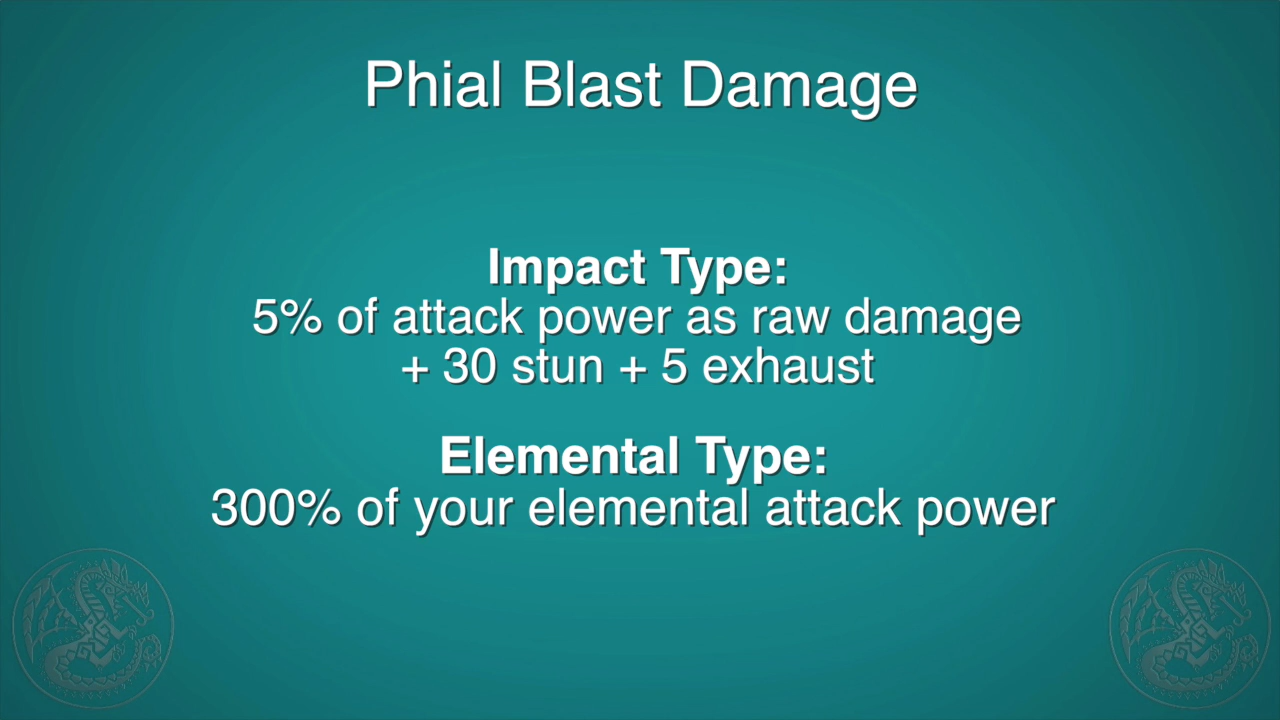 Phial Blast Damage
Impact Type:
5% of attack power as raw damage
+ 30 stun + 5 exhaust
Elemental Type:
300% of your elemental attack power